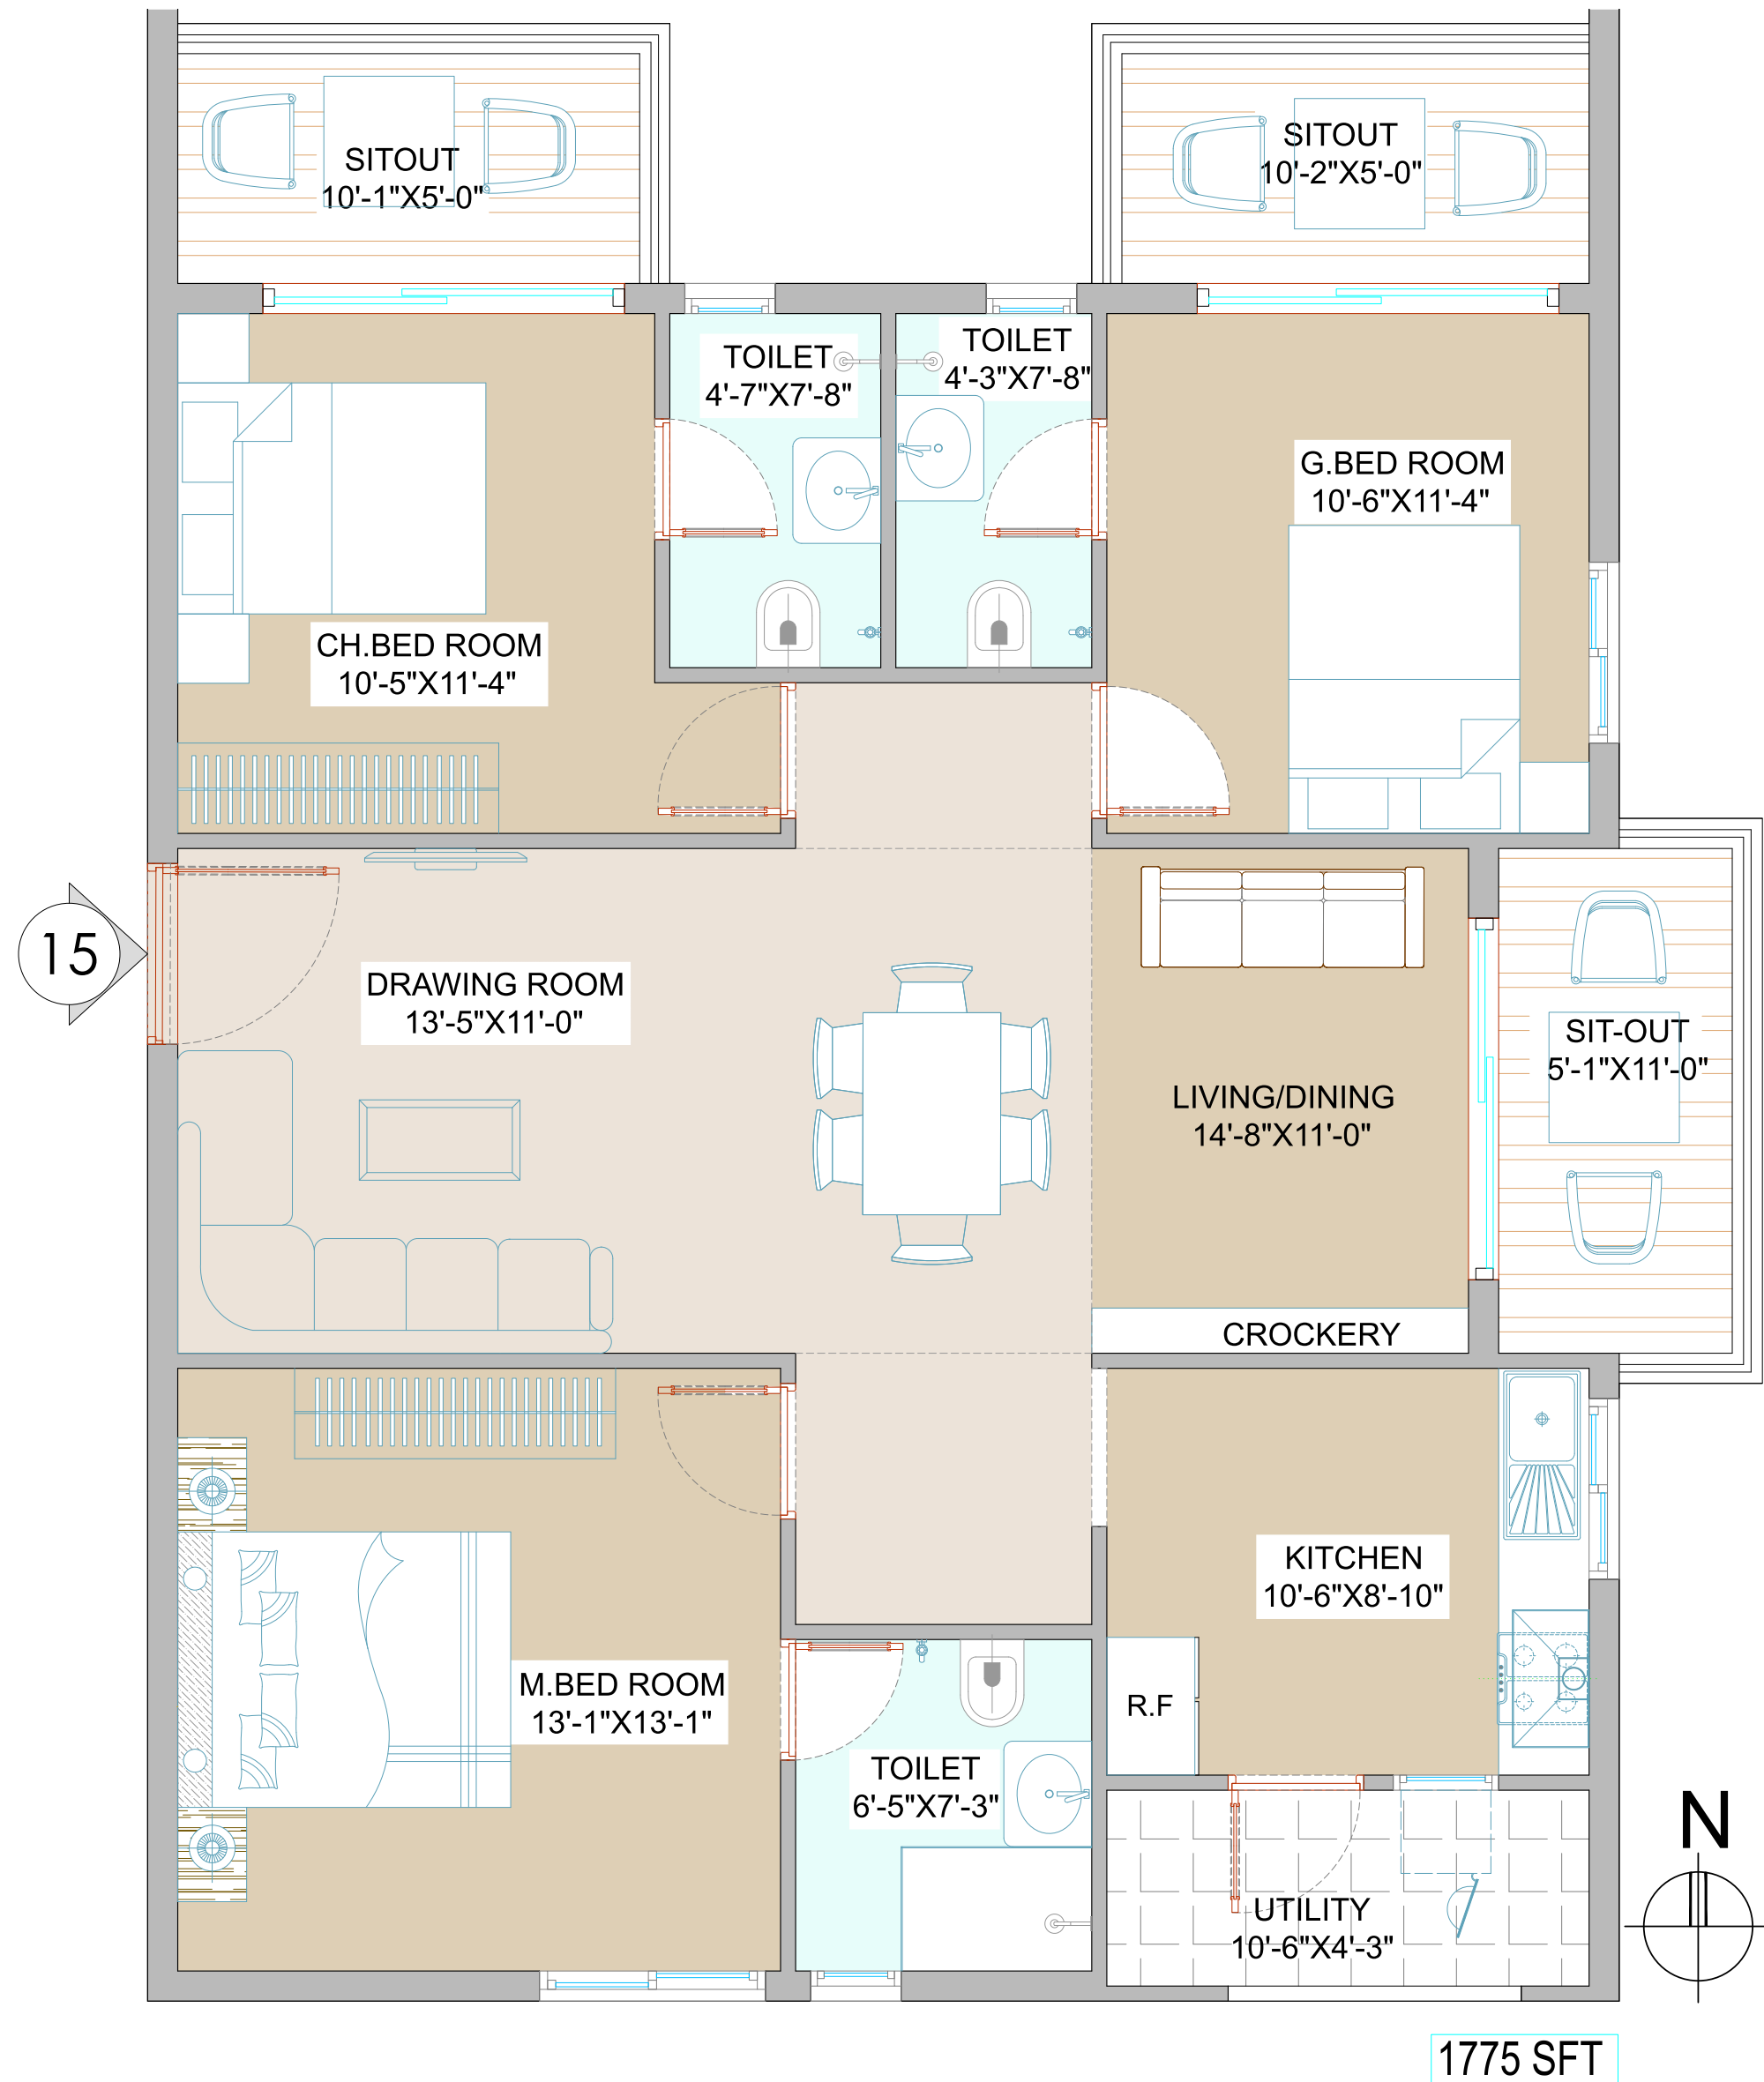 SITOUT
10'-1"X5'-0"
SITOUT
10'-2"X5'-0"
TOILET
4'-7"X7'-8"
TOILET
4'-3"X7'-8"
G.BED ROOM
10'-6"X11'-4"
CH.BED ROOM
10'-5"X11'-4"
15
DRAWING ROOM
13'-5"X11'-0"
SIT-OUT
5'-1"X11'-0"
LIVING/DINING
14'-8"X11'-0"
CROCKERY
KITCHEN
10'-6"X8'-10"
M.BED ROOM
13'-1"X13'-1"
R.F
TOILET
6'-5"X7'-3"
N
UTILITY
10'-6"X4'-3"
1775 SFT